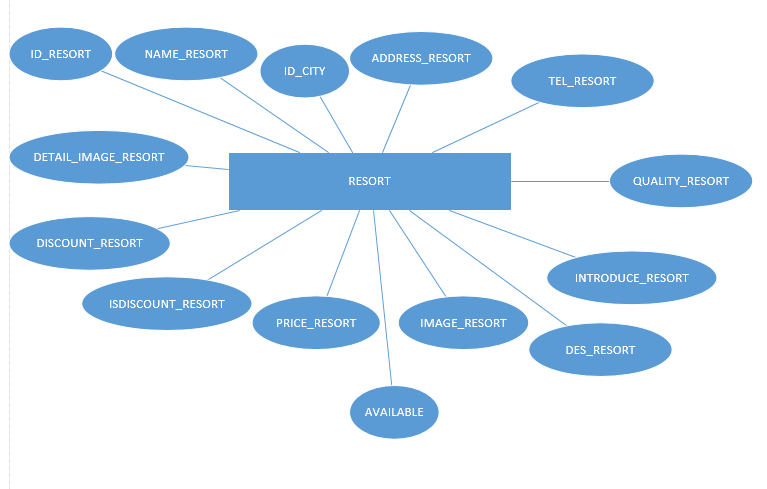 ID_RESORT
NAME_RESORT
ID_CITY
ADDRESS_RESORT
TEL_RESORT
DETAIL_IMAGE_RESORT
RESORT
QUALITY_RESORT
DISCOUNT_RESORT
INTRODUCE_RESORT
ISDISCOUNT_RESORT
PRICE_RESORT
IMAGE_RESORT
DES_RESORT
AVAILABLE